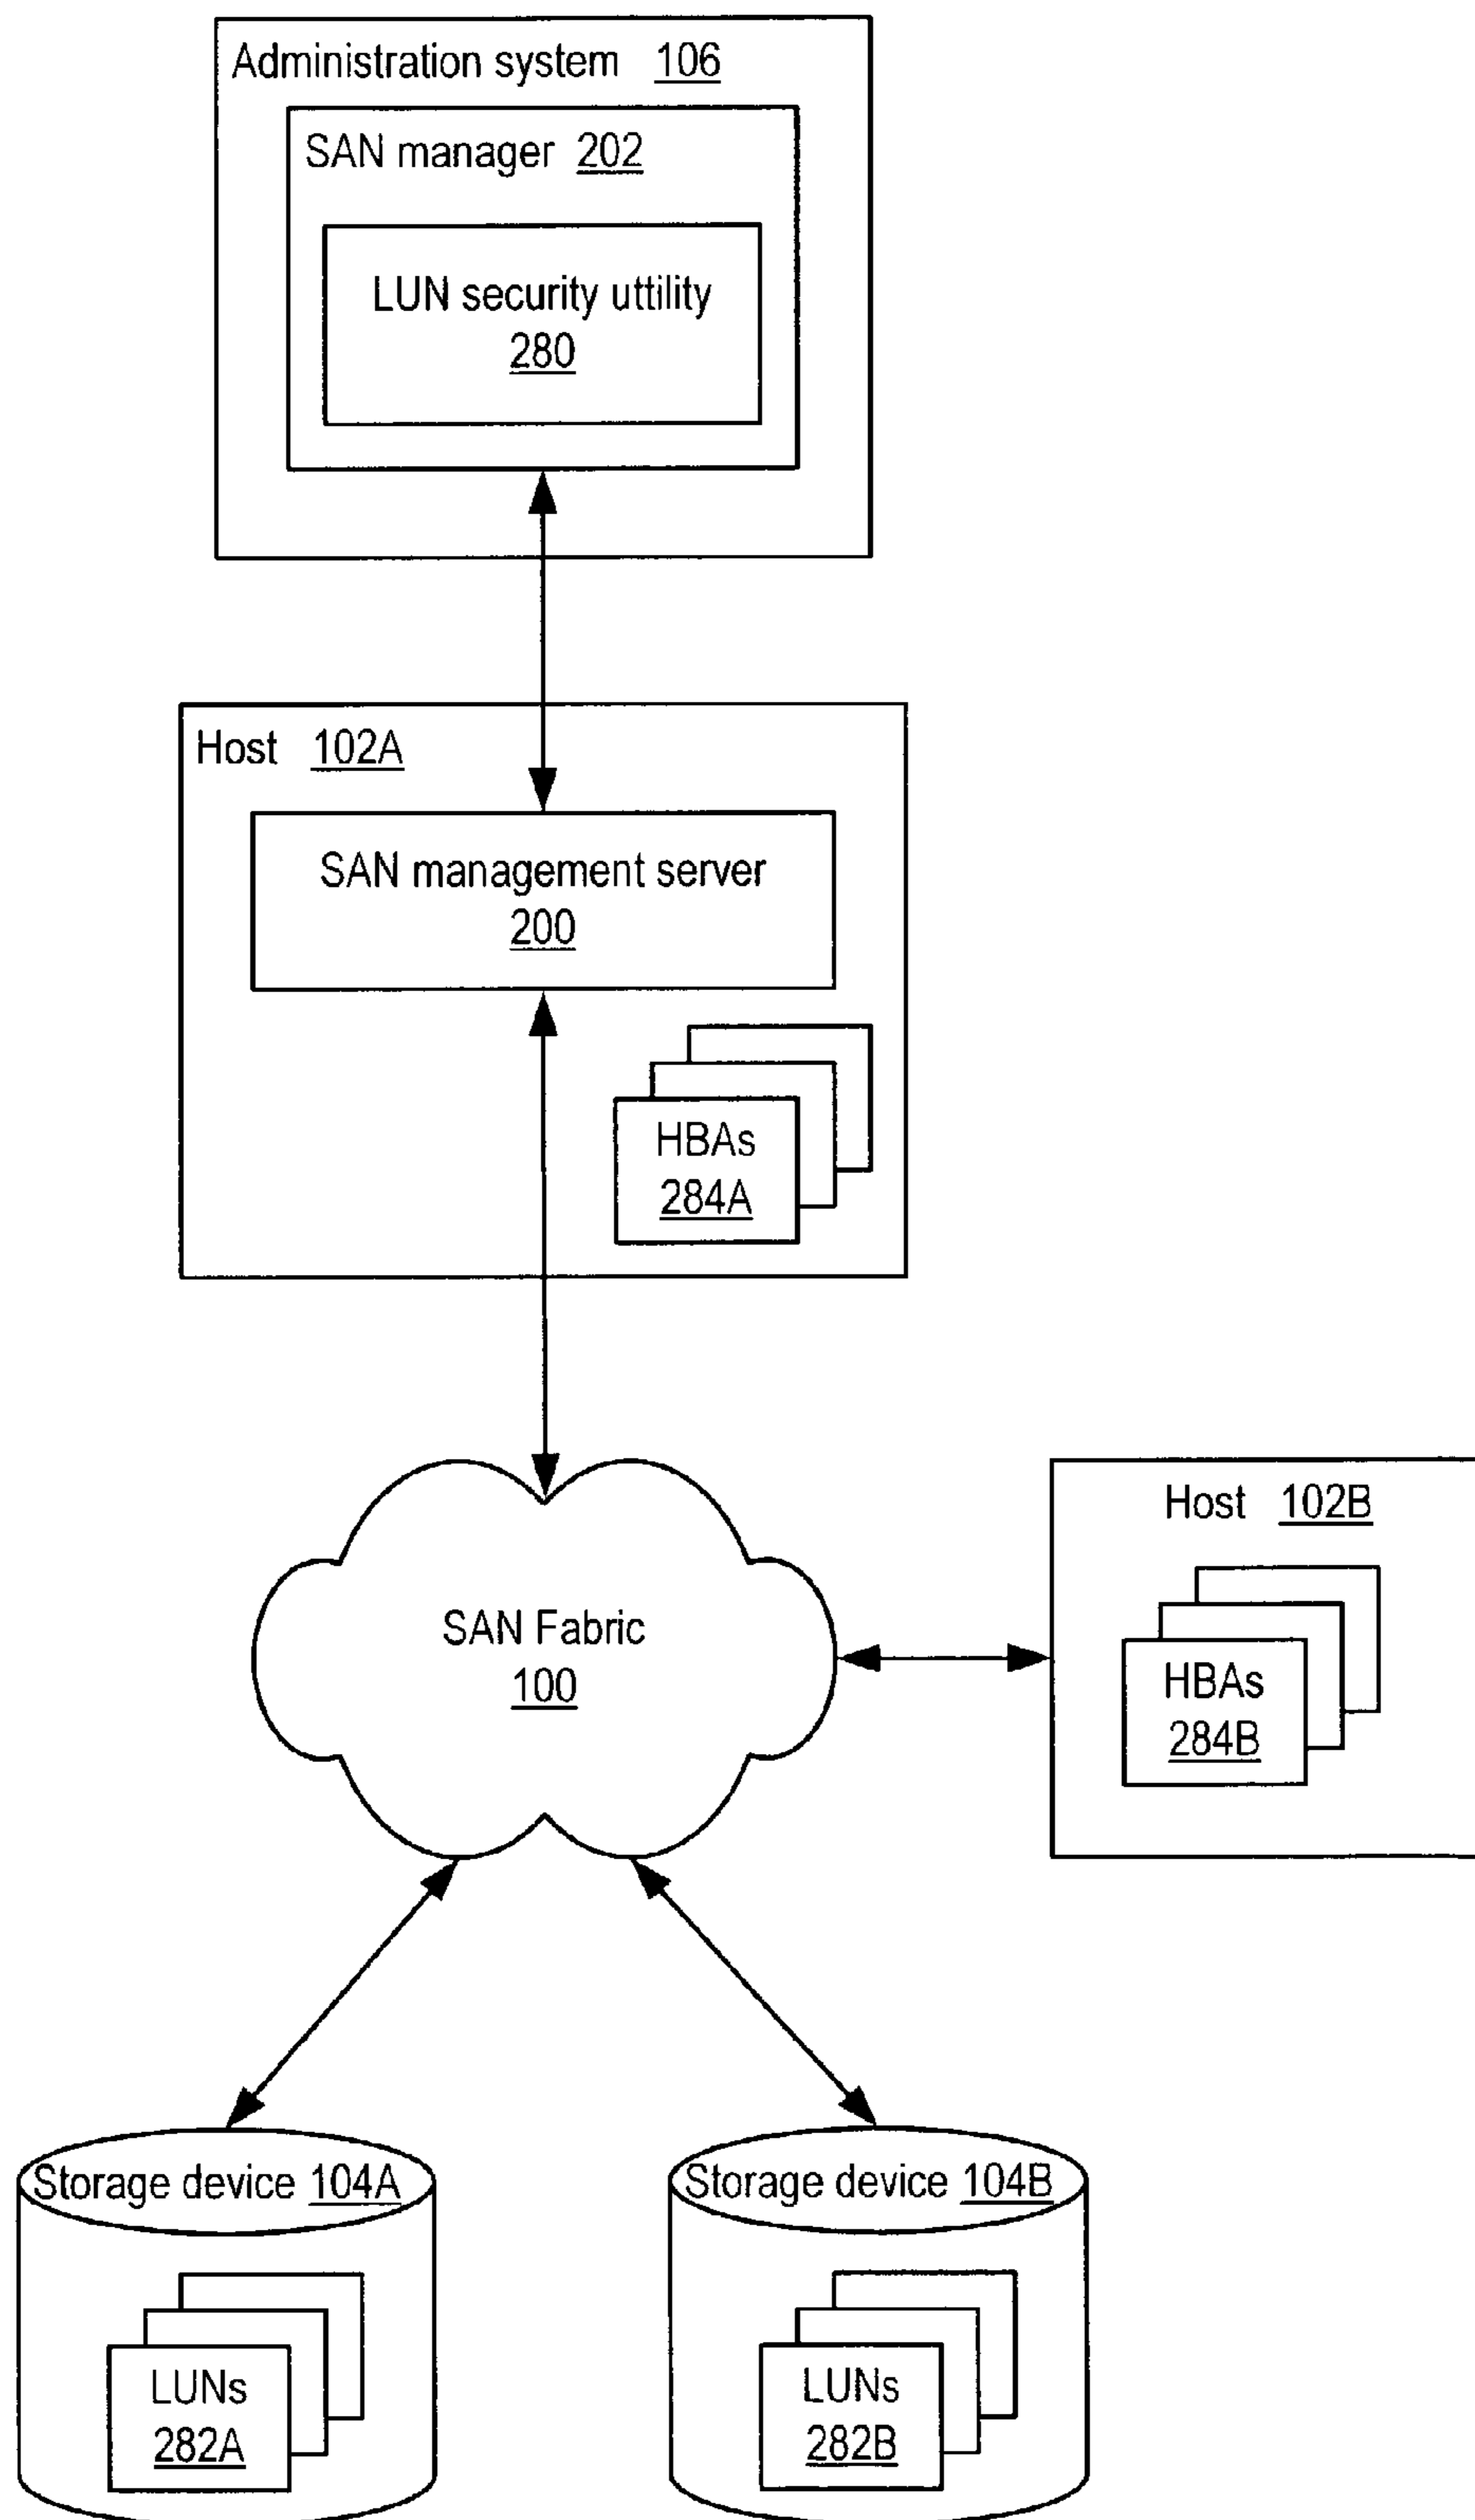 Administration system 106
SAN manager 202
LUN security uttility
280
Host 102A
SAN management server
200
HBAs
284A
Host 102B
SAN Fabric
100
HBAs
284B
Storage device 104A
Storage device 104B
LUNs
282A
LUNs
282B